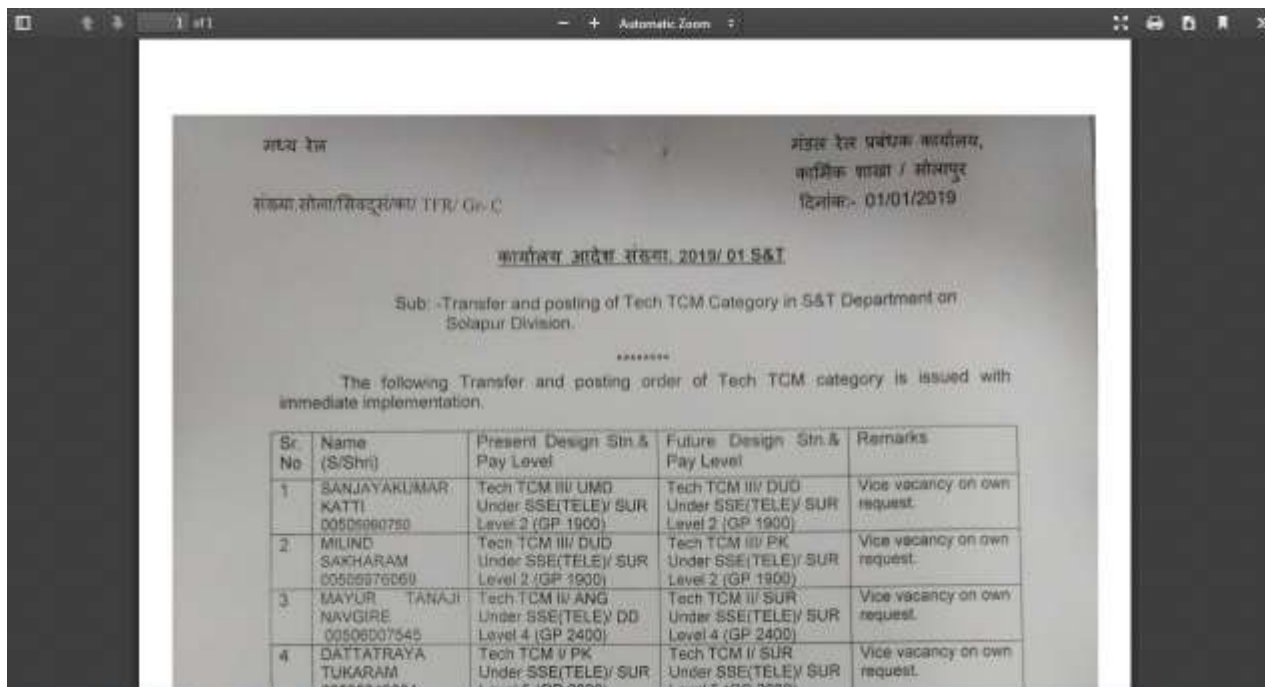 1 of 1
Automatic Zoom
मध्य रेल
मंडल रेल प्रबंधक कार्यालय,
कार्मिक शाखा / सोलापुर
TFR/ Gr-C
दिनांक:- 01/01/2019
कार्यालय आदेश संख्या. 2019/ 01 S&T
Sub: -Transfer and posting of Tech TCM Category in S&T Department on
Solapur Division.
********
The following Transfer and posting order of Tech TCM category is issued with
immediate implementation.
Sr. No
Name (S/Shri)
Present Design Stn.& Pay Level
Future Design Stn.& Pay Level
Remarks
1
SANJAYAKUMAR
KATTI
Tech TCM III/ UMD
Under SSE(TELE)/ SUR
Level 2 (GP 1900)
Tech TCM III/ DUD
Under SSE(TELE)/ SUR
Level 2 (GP 1900)
Vice vacancy on own
request.
2
MILIND
SAKHARAM
Tech TCM III/ DUD
Under SSE(TELE)/ SUR
Level 2 (GP 1900)
Tech TCM III/ PK
Under SSE(TELE)/ SUR
Level 2 (GP 1900)
Vice vacancy on own
request.
3
MAYUR TANAJI
NAVGIRE
00506007545
Tech TCM II/ ANG
Under SSE(TELE)/ DD
Level 4 (GP 2400)
Tech TCM II/ SUR
Under SSE(TELE)/ SUR
Level 4 (GP 2400)
Vice vacancy on own
request.
4
DATTATRAYA
TUKARAM
Tech TCM I/ PK
Under SSE(TELE)/ SUR
Tech TCM I/ SUR
Under SSE(TELE)/ SUR
Vice vacancy on own
request.